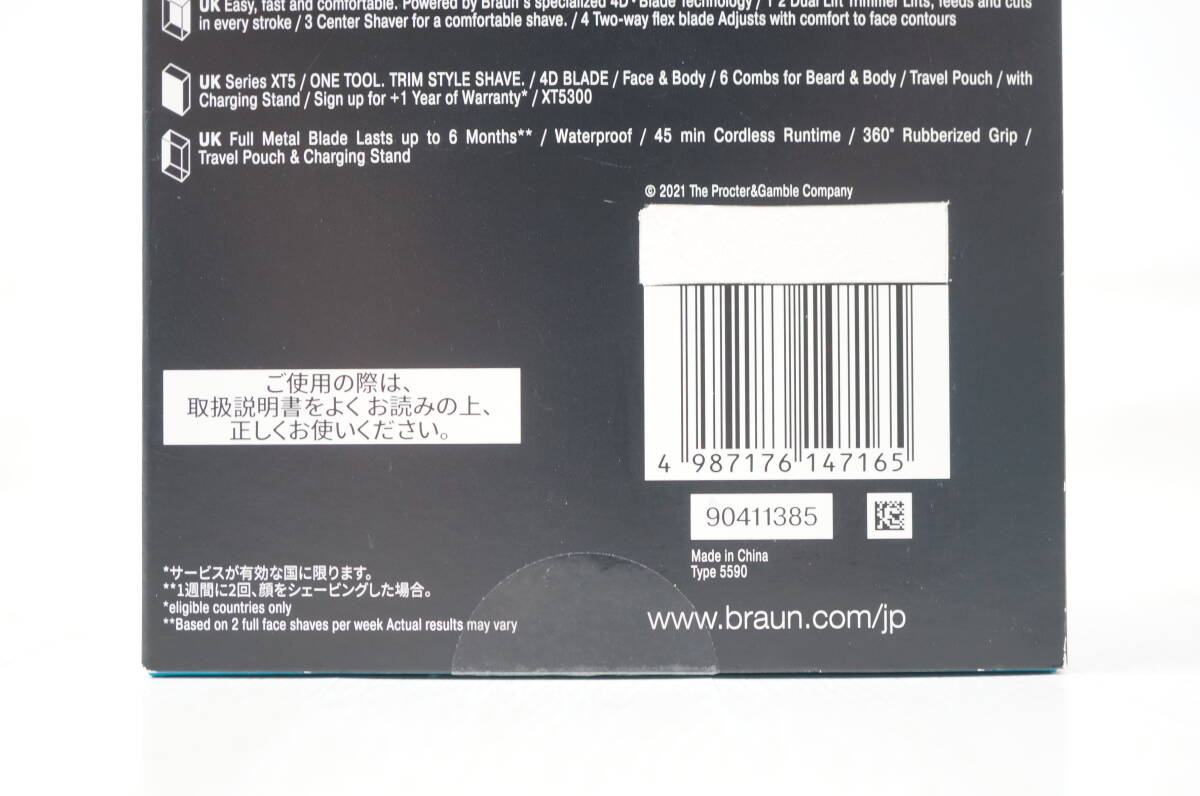 UK Easy, fast and comfortable. Powered by Braun's specialized 4D - Blade Technology / 1 2 Dual Lift Trimmer Lifts, feeds and cuts
in every stroke / 3 Center Shaver for a comfortable shave. / 4 Two-way flex blade Adjusts with comfort to face contours
UK Series XT5 / ONE TOOL. TRIM STYLE SHAVE. / 4D BLADE / Face & Body / 6 Combs for Beard & Body / Travel Pouch / with
Charging Stand / Sign up for +1 Year of Warranty* / XT5300
UK Full Metal Blade Lasts up to 6 Months** / Waterproof / 45 min Cordless Runtime / 360° Rubberized Grip /
Travel Pouch & Charging Stand
© 2021 The Procter&Gamble Company
4 987176 147165
ご使用の際は、
取扱説明書をよくお読みの上、
正しくお使いください。
90411385
Made in China
Type 5590
*サービスが有効な国に限ります。
**1週間に2回、顔をシェービングした場合。
*eligible countries only
**Based on 2 full face shaves per week Actual results may vary
www.braun.com/jp